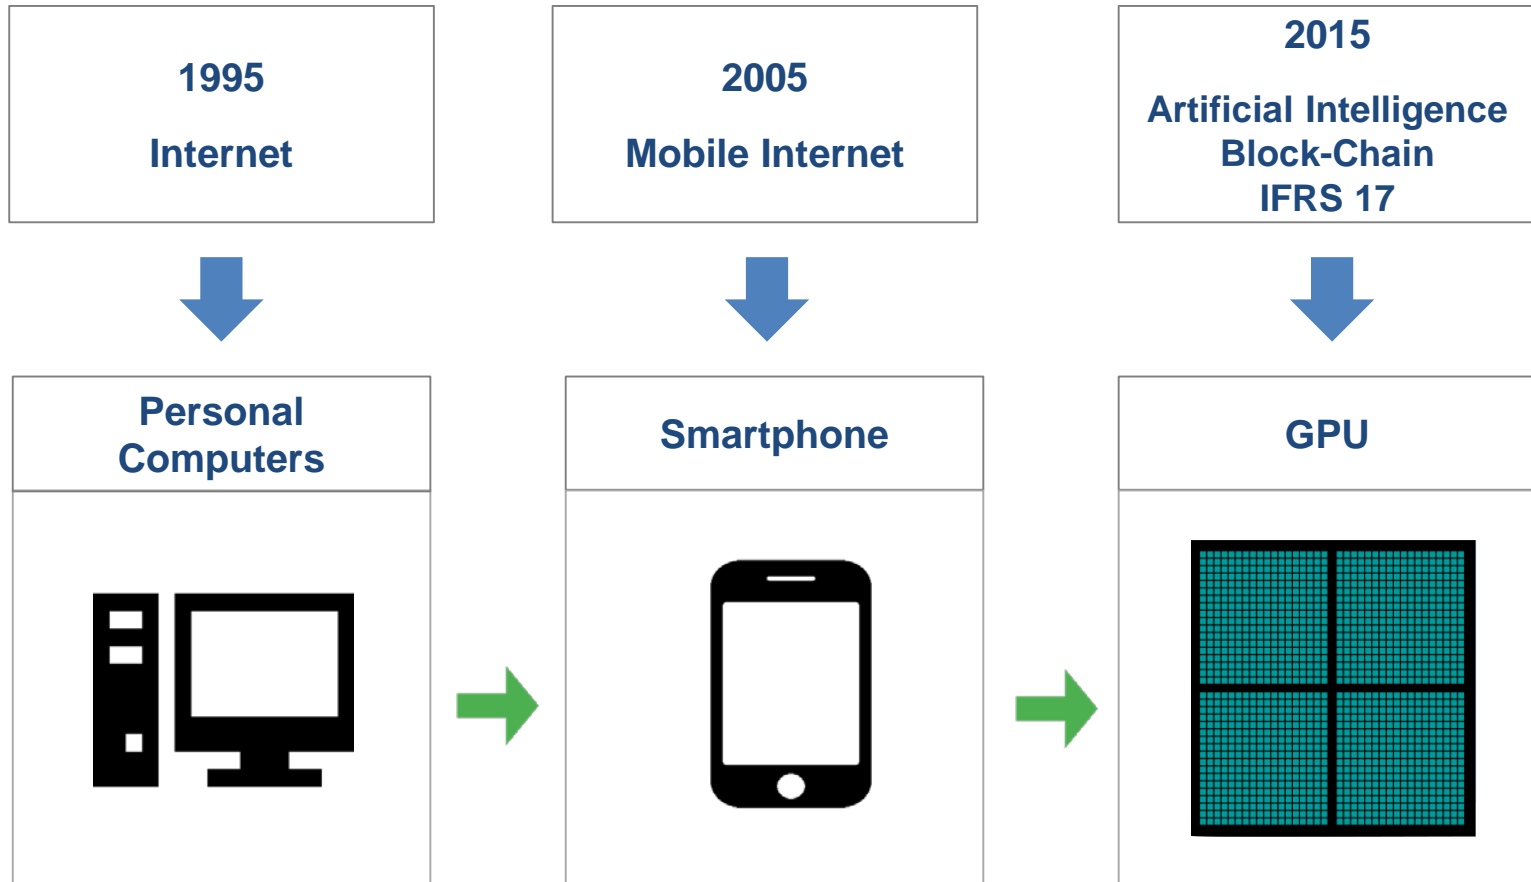 1995
Internet
2005
Mobile Internet
2015
Artificial Intelligence
Block-Chain
IFRS 17
Personal
Computers
Smartphone
GPU